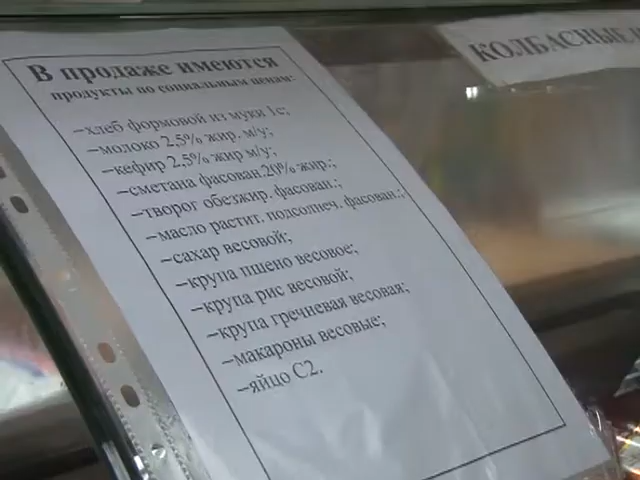 В продаже имеются
продукты по социальным ценам:
–хлеб формовой из муки 1с;
–молоко 2,5% жир. м/у;
–кефир 2,5% жир м/у;
–сметана фасован.20% жир.;
–творог обезжир. фасован.;
–масло растит. подсолнеч. фасован.;
–сахар весовой;
–крупа пшено весовое;
–крупа рис весовой;
–крупа гречневая весовая;
–макароны весовые;
–яйцо С2.
КОЛБАСНЫЕ